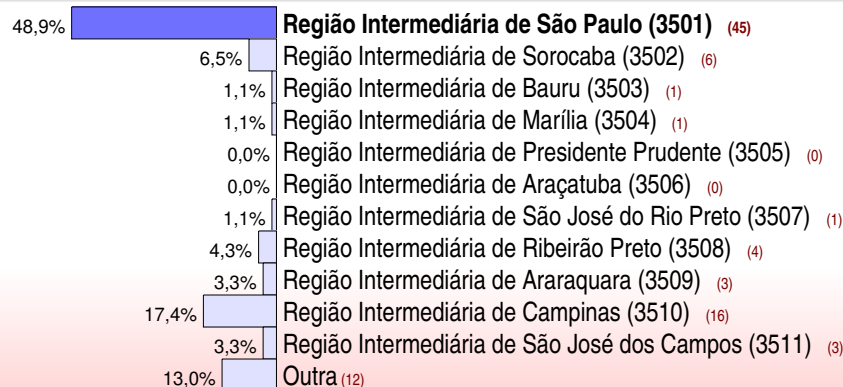 48,9% Região Intermediária de São Paulo (3501) (45)
6,5% Região Intermediária de Sorocaba (3502) (6)
1,1% Região Intermediária de Bauru (3503) (1)
1,1% Região Intermediária de Marília (3504) (1)
0,0% Região Intermediária de Presidente Prudente (3505) (0)
0,0% Região Intermediária de Araçatuba (3506) (0)
1,1% Região Intermediária de São José do Rio Preto (3507) (1)
4,3% Região Intermediária de Ribeirão Preto (3508) (4)
3,3% Região Intermediária de Araraquara (3509) (3)
17,4% Região Intermediária de Campinas (3510) (16)
3,3% Região Intermediária de São José dos Campos (3511) (3)
13,0% Outra (12)